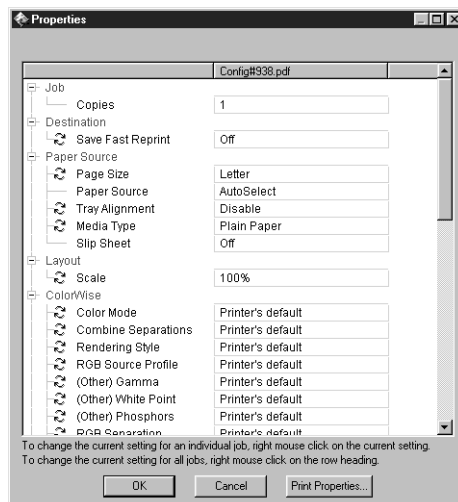 Properties
Config#938.pdf
Job
Copies 1
Destination
Save Fast Reprint Off
Paper Source
Page Size Letter
Paper Source AutoSelect
Tray Alignment Disable
Media Type Plain Paper
Slip Sheet Off
Layout
Scale 100%
ColorWise
Color Mode Printer's default
Combine Separations Printer's default
Rendering Style Printer's default
RGB Source Profile Printer's default
(Other) Gamma Printer's default
(Other) White Point Printer's default
(Other) Phosphors Printer's default
RGB Separation Printer's default
To change the current setting for an individual job, right mouse click on the current setting.
To change the current setting for all jobs, right mouse click on the row heading.
OK Cancel Print Properties...